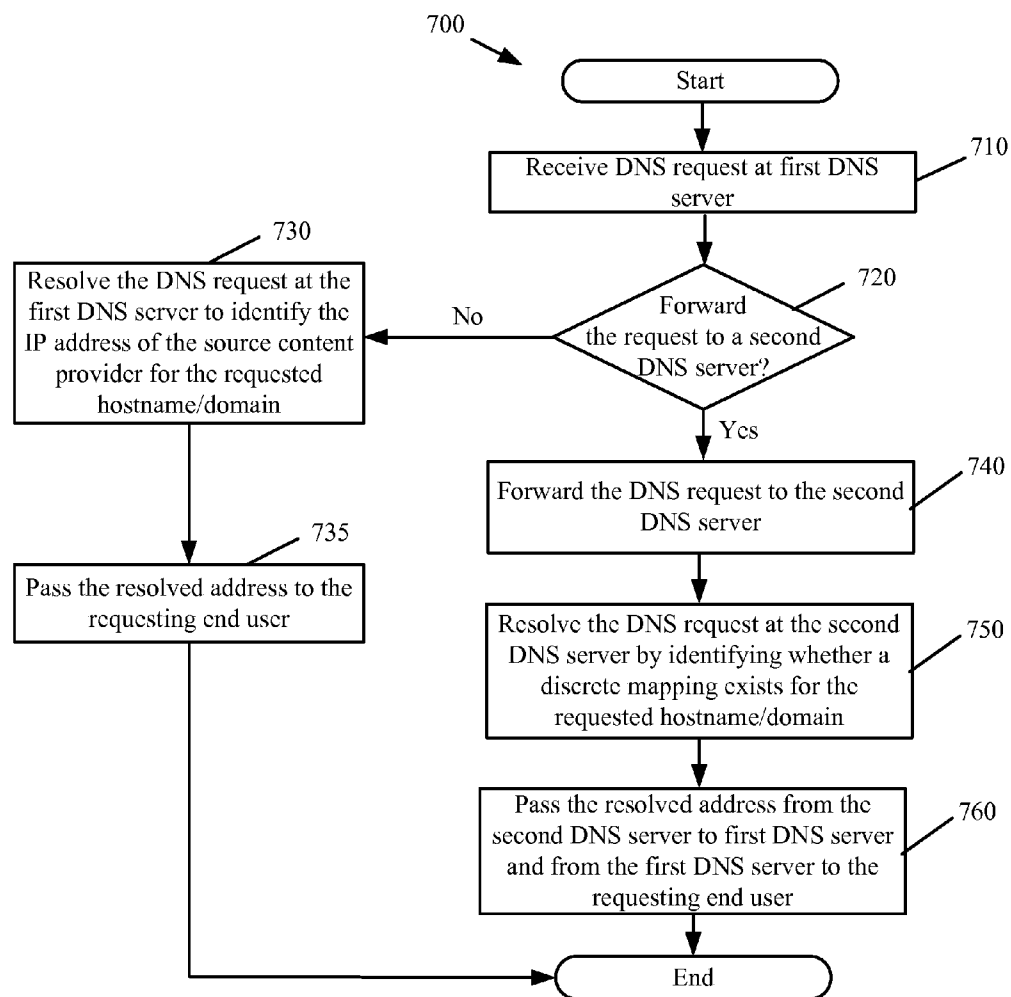 700
Start
710
Receive DNS request at first DNS
server
720
Forward
the request to a second
DNS server?
No
Yes
730
Resolve the DNS request at the
first DNS server to identify the
IP address of the source content
provider for the requested
hostname/domain
735
Pass the resolved address to the
requesting end user
740
Forward the DNS request to the second
DNS server
750
Resolve the DNS request at the second
DNS server by identifying whether a
discrete mapping exists for the
requested hostname/domain
760
Pass the resolved address from the
second DNS server to first DNS server
and from the first DNS server to the
requesting end user
End